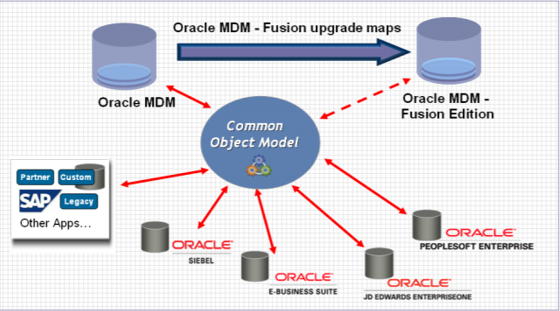 Oracle MDM - Fusion upgrade maps
Oracle MDM
Oracle MDM -
Fusion Edition
Common
Object Model
Partner
Custom
SAP
Legacy
Other Apps...
ORACLE
SIEBEL
ORACLE
E-BUSINESS SUITE
ORACLE
JD EDWARDS ENTERPRISEONE
ORACLE
PEOPLESOFT ENTERPRISE